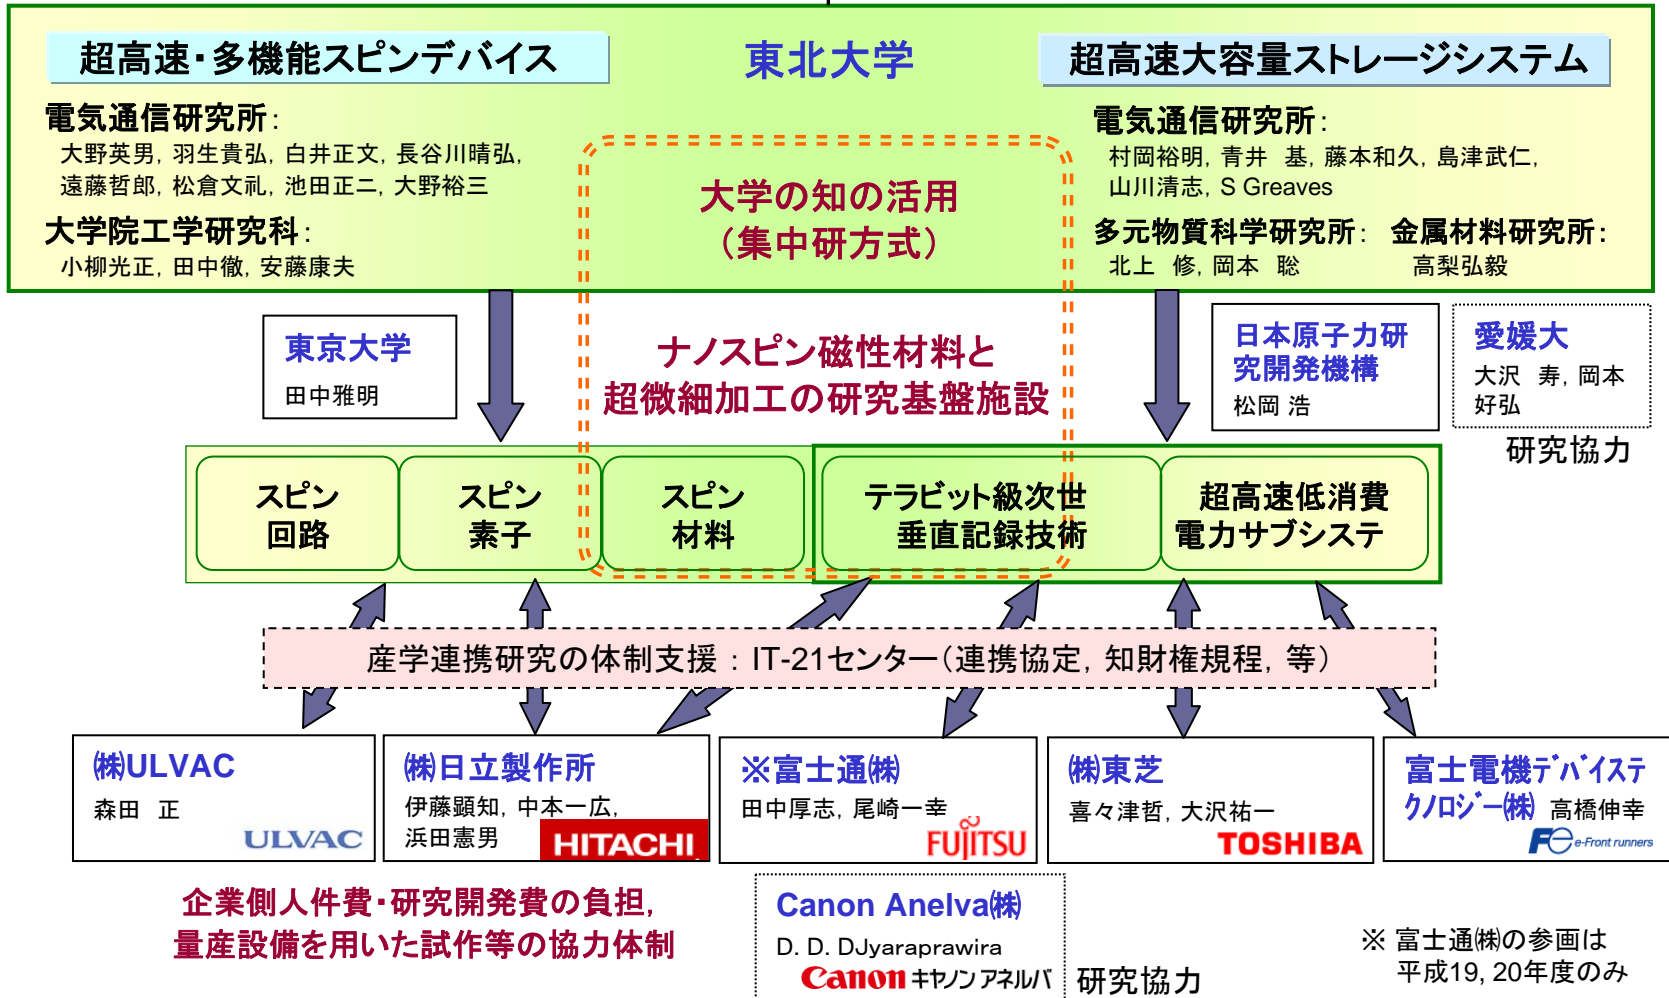 東北大学
超高速・多機能スピンデバイス
電気通信研究所:
大野英男, 羽生貴弘, 白井正文, 長谷川晴弘,
遠藤哲郎, 松倉文礼, 池田正二, 大野裕三
大学院工学研究科:
小柳光正, 田中徹, 安藤康夫
超高速大容量ストレージシステム
電気通信研究所:
村岡裕明, 青井 基, 藤本和久, 島津武仁,
山川清志, S Greaves
多元物質科学研究所: 金属材料研究所:
北上 修, 岡本 聡 高梨弘毅
大学の知の活用
(集中研方式)
ナノスピン磁性材料と
超微細加工の研究基盤施設
東京大学
田中雅明
日本原子力研
究開発機構
松岡 浩
愛媛大
大沢 寿, 岡本
好弘
研究協力
スピン
回路
スピン
素子
スピン
材料
テラビット級次世
垂直記録技術
超高速低消費
電力サブシステ
産学連携研究の体制支援 : IT-21センター(連携協定, 知財権規程, 等)
㈱ULVAC
森田 正
ULVAC
㈱日立製作所
伊藤顕知, 中本一広,
浜田憲男
HITACHI
※富士通㈱
田中厚志, 尾崎一幸
FUJITSU
㈱東芝
喜々津哲, 大沢祐一
TOSHIBA
富士電機ﾃﾞﾊﾞｲｽﾃ
ｸﾉﾛｼﾞｰ㈱ 高橋伸幸
Fe e-Front runners
企業側人件費・研究開発費の負担,
量産設備を用いた試作等の協力体制
Canon Anelva㈱
D. D. DJyaraprawira
Canon キヤノンアネルバ
研究協力
※ 富士通㈱の参画は
平成19, 20年度のみ